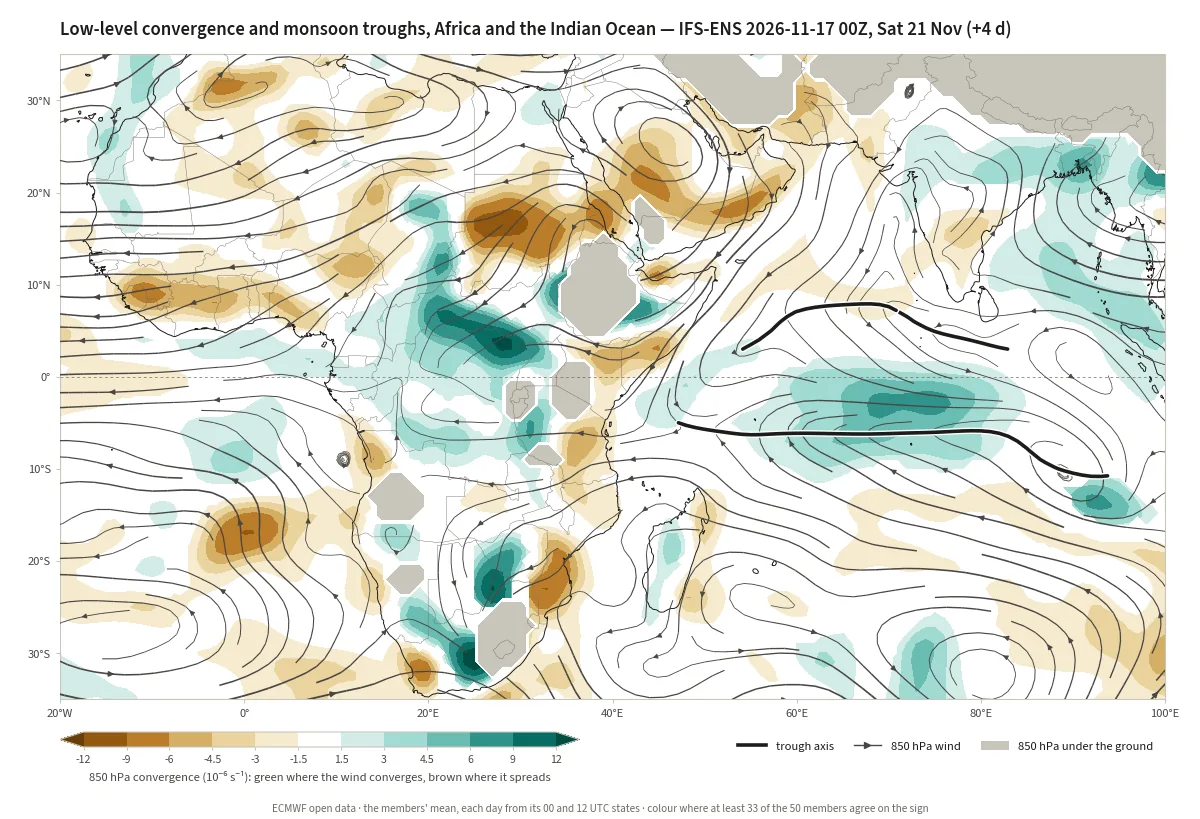 Low-level convergence and monsoon troughs, Africa and the Indian Ocean — IFS-ENS 2026-11-17 00Z, Sat 21 Nov (+4 d)
30°N
20°N
10°N
0°
10°S
20°S
30°S
20°W 0° 20°E 40°E 60°E 80°E 100°E
-12 -9 -6 -4.5 -3 -1.5 1.5 3 4.5 6 9 12
850 hPa convergence (10⁻⁶ s⁻¹): green where the wind converges, brown where it spreads
trough axis 850 hPa wind 850 hPa under the ground
ECMWF open data · the members' mean, each day from its 00 and 12 UTC states · colour where at least 33 of the 50 members agree on the sign